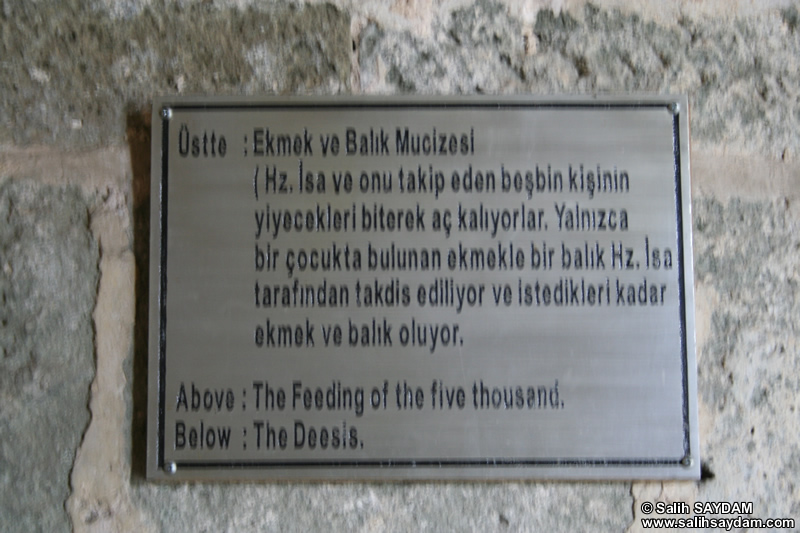 Üstte : Ekmek ve Balık Mucizesi
( Hz. İsa ve onu takip eden beşbin kişinin
yiyecekleri biterek aç kalıyorlar. Yalnızca
bir çocukta bulunan ekmekle bir balık Hz. İsa
tarafından takdis ediliyor ve istedikleri kadar
ekmek ve balık oluyor.
Above : The Feeding of the five thousand.
Below : The Deesis.
© Salih SAYDAM
www.salihsaydam.com